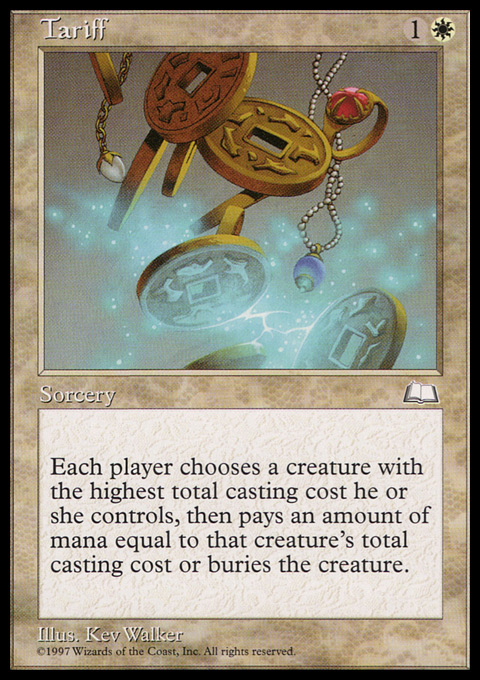 Tariff 1
Sorcery
Each player chooses a creature with
the highest total casting cost he or
she controls, then pays an amount of
mana equal to that creature's total
casting cost or buries the creature.
Illus. Kev Walker
©1997 Wizards of the Coast, Inc. All rights reserved.